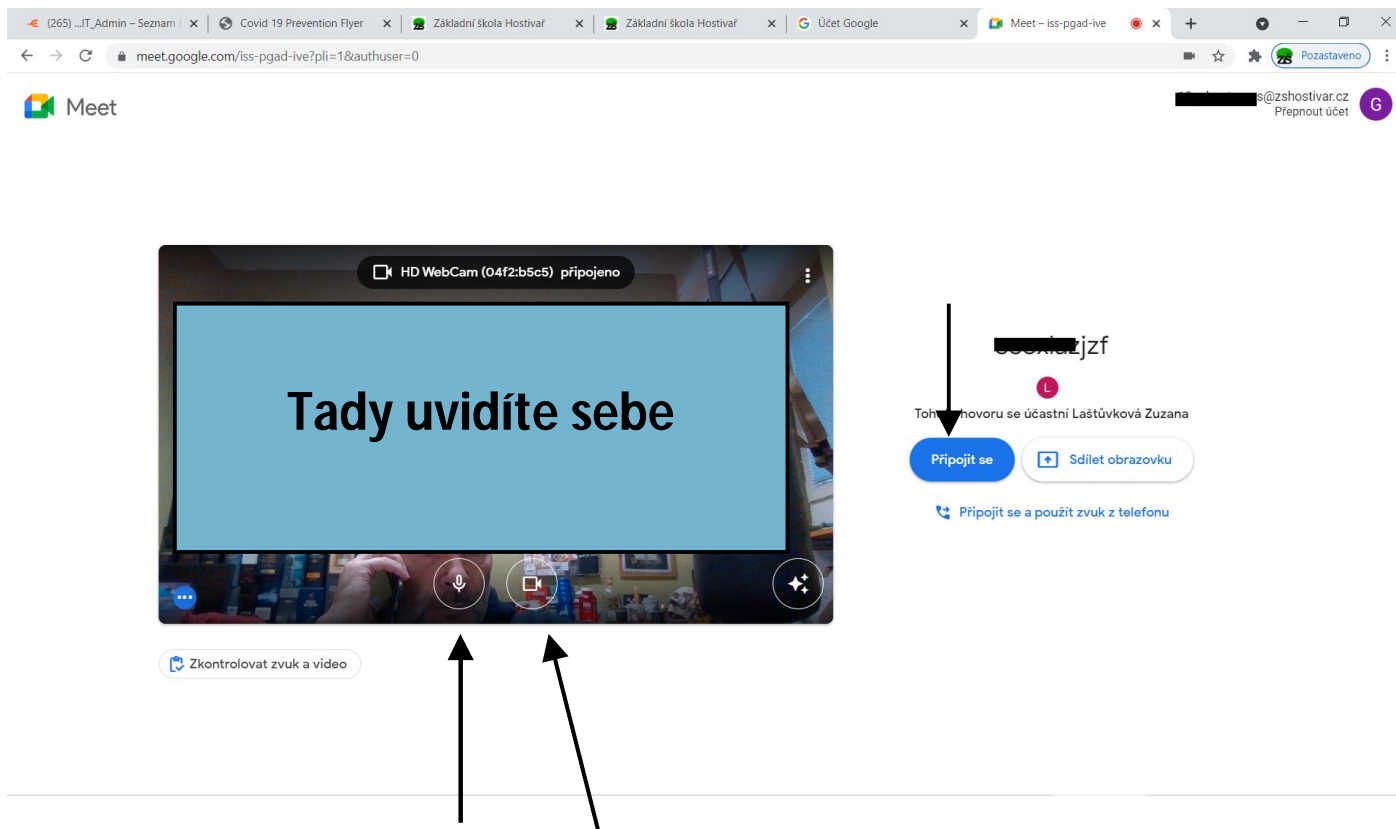 (265) ...IT_Admin – Seznam
Covid 19 Prevention Flyer
Základní škola Hostivař
Základní škola Hostivař
G Účet Google
Meet – iss-pgad-ive
meet.google.com/iss-pgad-ive?pli=1&authuser=0
Pozastaveno
Meet
s@zshostivar.cz
Přepnout účet
G
HD WebCam (04f2:b5c5) připojeno
Tady uvidíte sebe
jzf
L
hovoru se účastní Laštůvková Zuzana
Připojit se
Sdílet obrazovku
Připojit se a použít zvuk z telefonu
Zkontrolovat zvuk a video